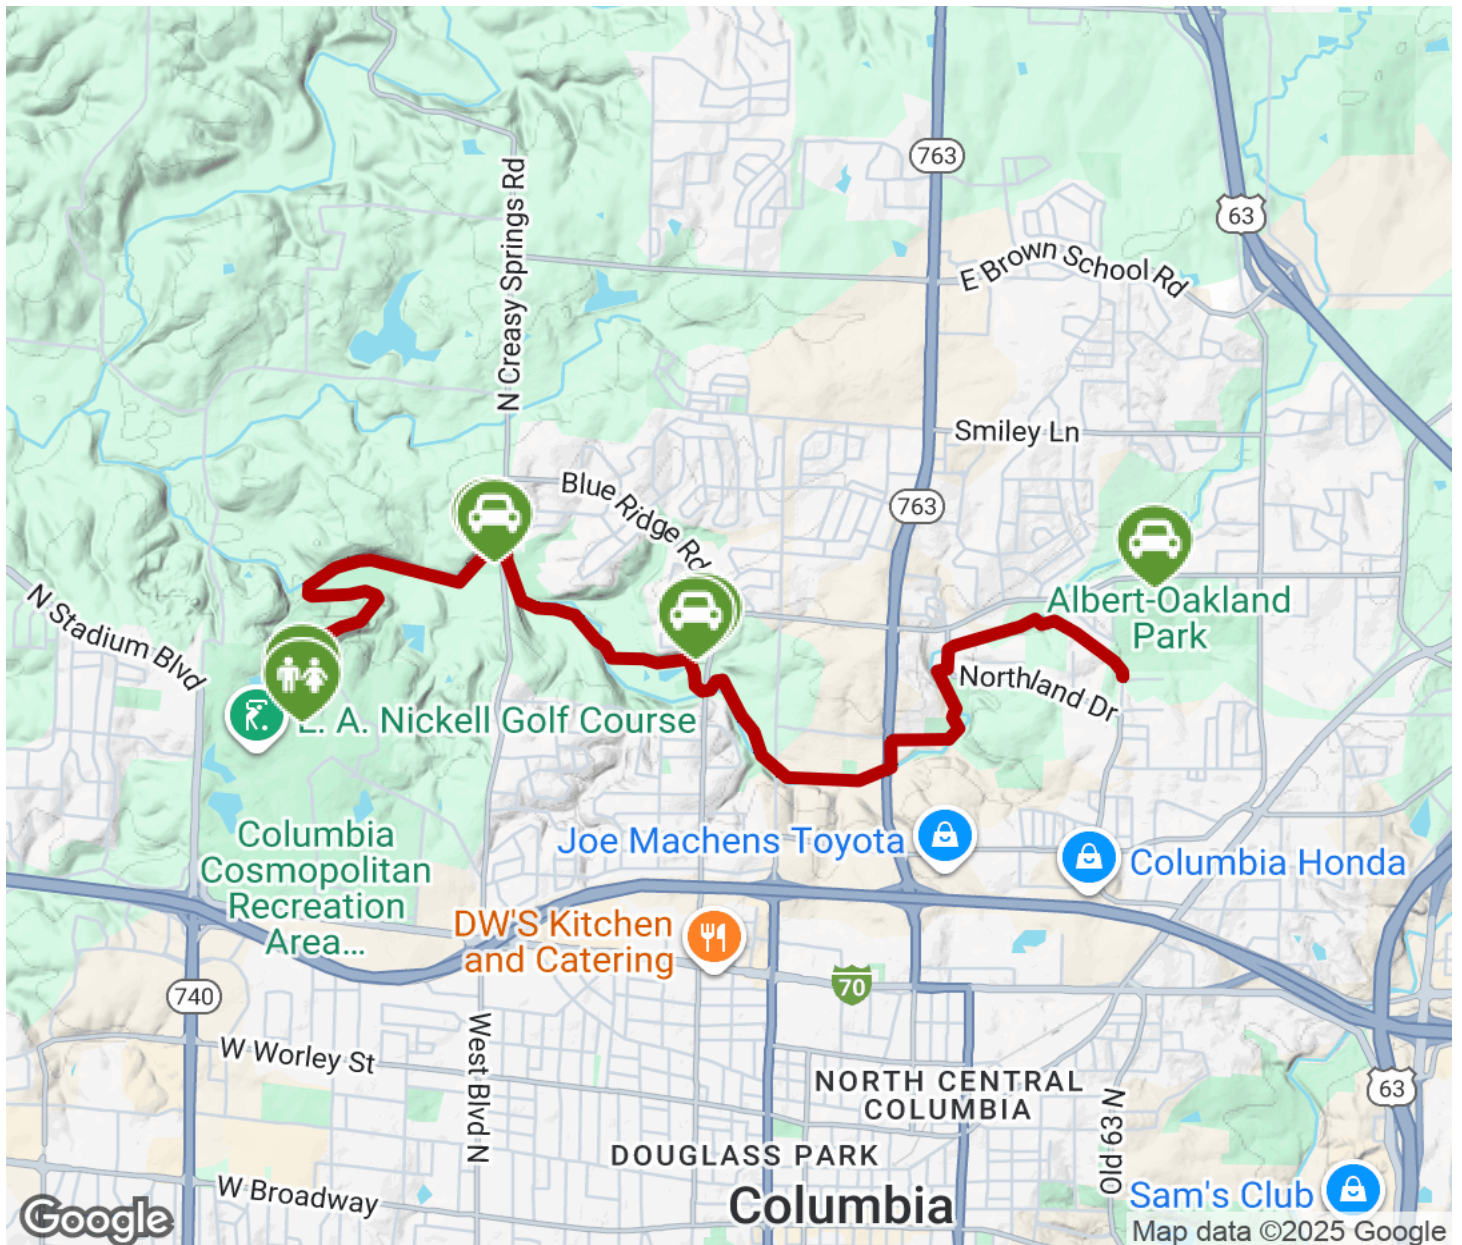 763
63
N Creasy Springs Rd
E Brown School Rd
Smiley Ln
Blue Ridge Rd
763
N Stadium Blvd
Albert-Oakland
Park
Northland Dr
L. A. Nickell Golf Course
Columbia
Cosmopolitan
Recreation
Area...
Joe Machens Toyota
Columbia Honda
DW'S Kitchen
and Catering
70
740
W Worley St
West Blvd N
NORTH CENTRAL
COLUMBIA
63
N Old 63
DOUGLASS PARK
W Broadway
Columbia
Sam's Club
Google
Map data ©2025 Google